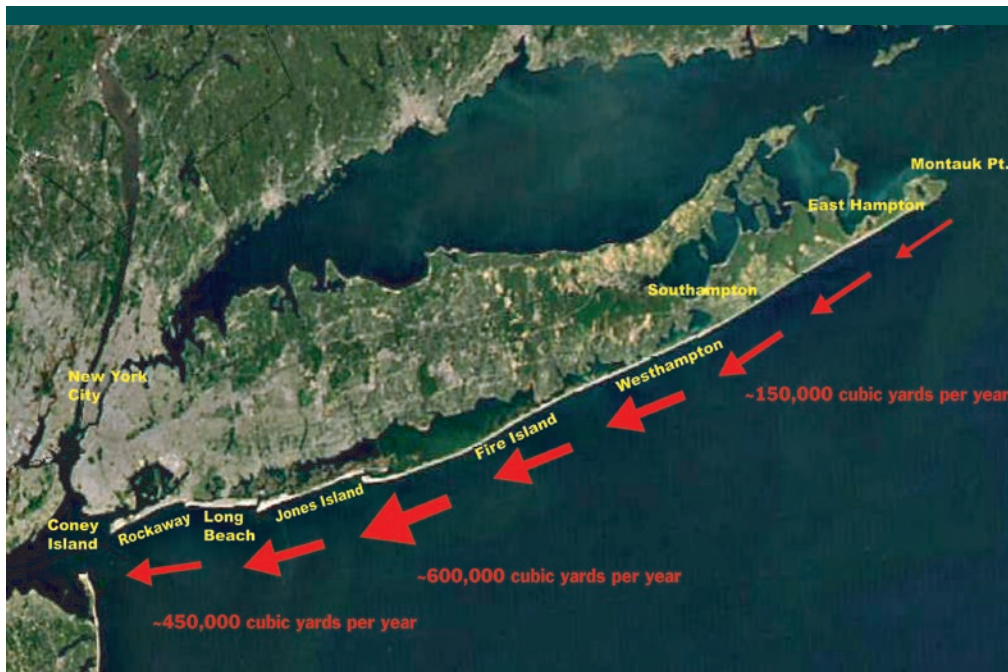 Montauk Pt.
East Hampton
Southampton
Westhampton
New York
City
~150,000 cubic yards per year
Fire Island
Jones Island
Long
Beach
Rockaway
Coney
Island
~600,000 cubic yards per year
~450,000 cubic yards per year